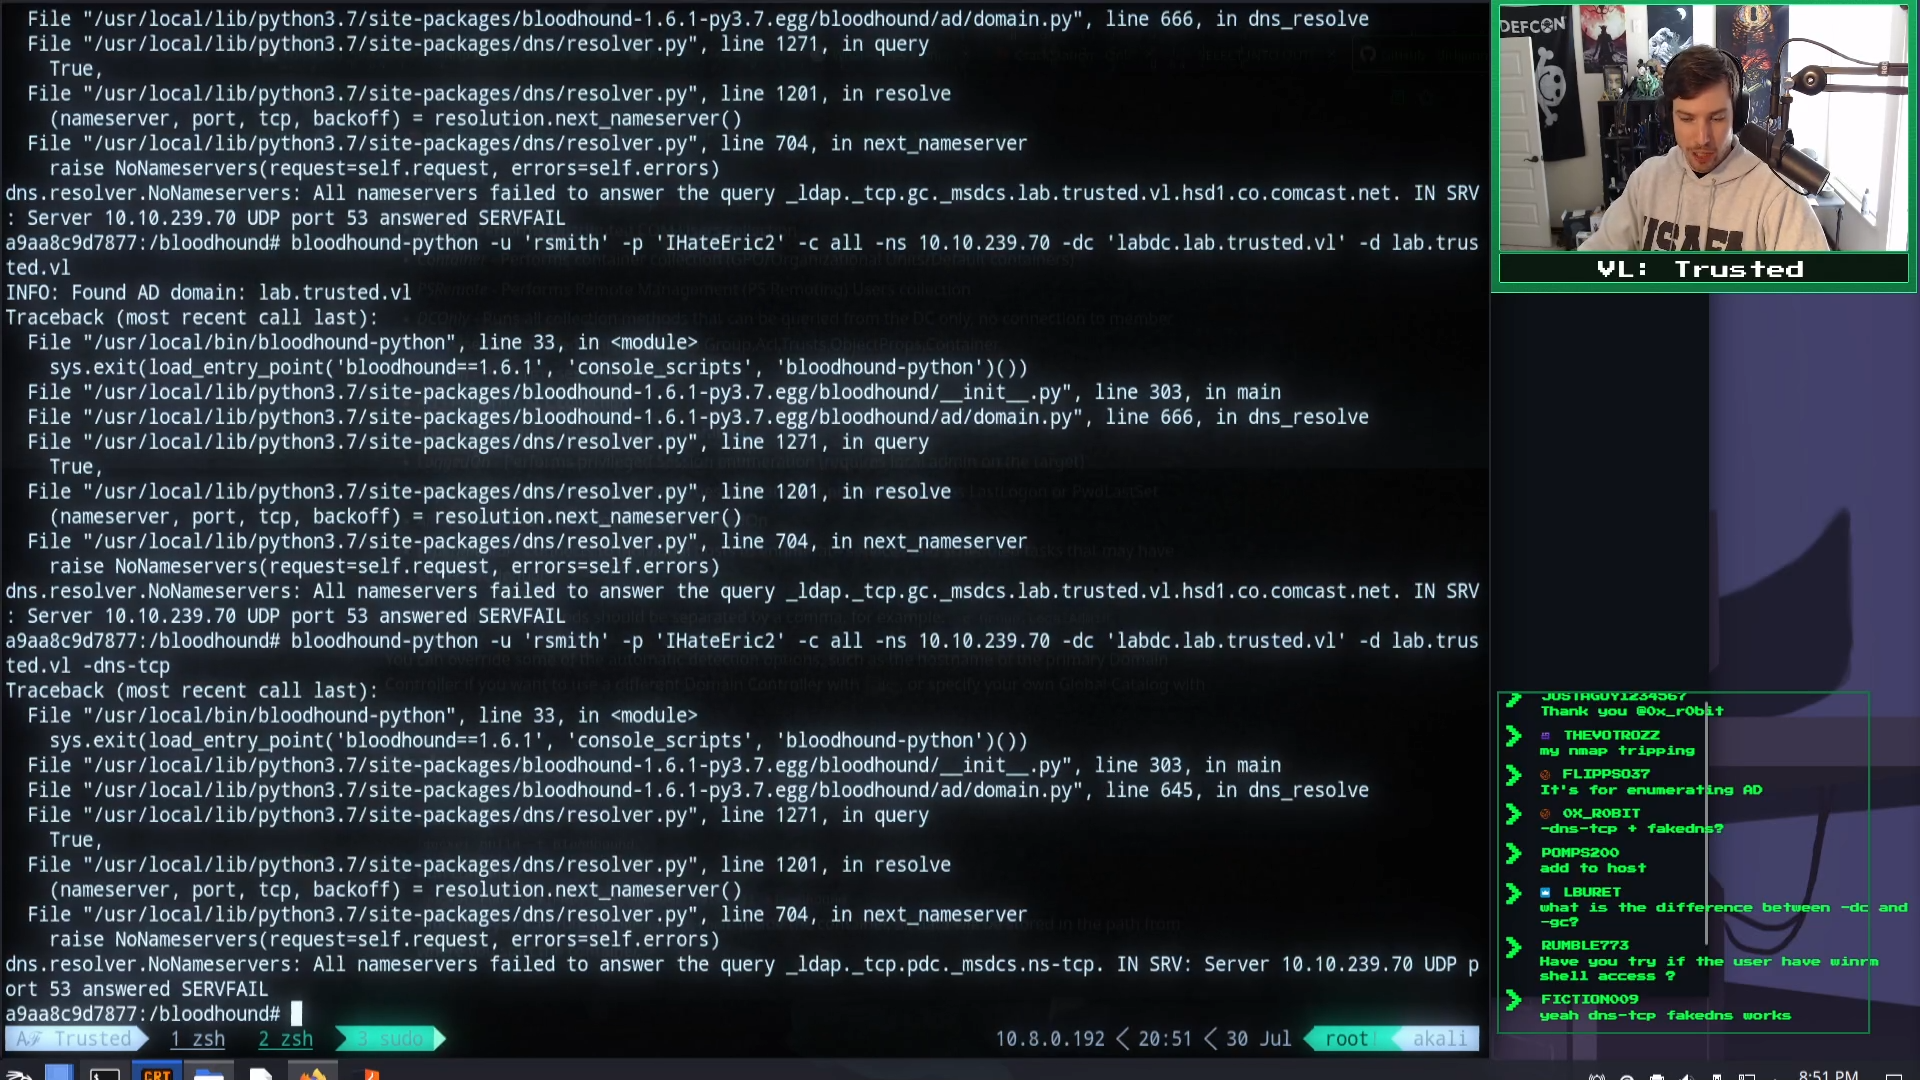 File "/usr/local/lib/python3.7/site-packages/bloodhound-1.6.1-py3.7.egg/bloodhound/ad/domain.py", line 666, in dns_resolve
File "/usr/local/lib/python3.7/site-packages/dns/resolver.py", line 1271, in query
True,
File "/usr/local/lib/python3.7/site-packages/dns/resolver.py", line 1201, in resolve
(nameserver, port, tcp, backoff) = resolution.next_nameserver()
File "/usr/local/lib/python3.7/site-packages/dns/resolver.py", line 704, in next_nameserver
raise NoNameservers(request=self.request, errors=self.errors)
dns.resolver.NoNameservers: All nameservers failed to answer the query _ldap._tcp.gc._msdcs.lab.trusted.vl.hsd1.co.comcast.net. IN SRV
: Server 10.10.239.70 UDP port 53 answered SERVFAIL
a9aa8c9d7877:/bloodhound# bloodhound-python -u 'rsmith' -p 'IHateEric2' -c all -ns 10.10.239.70 -dc 'labdc.lab.trusted.vl' -d lab.trus
ted.vl
INFO: Found AD domain: lab.trusted.vl
Traceback (most recent call last):
File "/usr/local/bin/bloodhound-python", line 33, in <module>
sys.exit(load_entry_point('bloodhound==1.6.1', 'console_scripts', 'bloodhound-python')())
File "/usr/local/lib/python3.7/site-packages/bloodhound-1.6.1-py3.7.egg/bloodhound/__init__.py", line 303, in main
File "/usr/local/lib/python3.7/site-packages/bloodhound-1.6.1-py3.7.egg/bloodhound/ad/domain.py", line 666, in dns_resolve
File "/usr/local/lib/python3.7/site-packages/dns/resolver.py", line 1271, in query
True,
File "/usr/local/lib/python3.7/site-packages/dns/resolver.py", line 1201, in resolve
(nameserver, port, tcp, backoff) = resolution.next_nameserver()
File "/usr/local/lib/python3.7/site-packages/dns/resolver.py", line 704, in next_nameserver
raise NoNameservers(request=self.request, errors=self.errors)
dns.resolver.NoNameservers: All nameservers failed to answer the query _ldap._tcp.gc._msdcs.lab.trusted.vl.hsd1.co.comcast.net. IN SRV
: Server 10.10.239.70 UDP port 53 answered SERVFAIL
a9aa8c9d7877:/bloodhound# bloodhound-python -u 'rsmith' -p 'IHateEric2' -c all -ns 10.10.239.70 -dc 'labdc.lab.trusted.vl' -d lab.trus
ted.vl -dns-tcp
Traceback (most recent call last):
File "/usr/local/bin/bloodhound-python", line 33, in <module>
sys.exit(load_entry_point('bloodhound==1.6.1', 'console_scripts', 'bloodhound-python')())
File "/usr/local/lib/python3.7/site-packages/bloodhound-1.6.1-py3.7.egg/bloodhound/__init__.py", line 303, in main
File "/usr/local/lib/python3.7/site-packages/bloodhound-1.6.1-py3.7.egg/bloodhound/ad/domain.py", line 645, in dns_resolve
File "/usr/local/lib/python3.7/site-packages/dns/resolver.py", line 1271, in query
True,
File "/usr/local/lib/python3.7/site-packages/dns/resolver.py", line 1201, in resolve
(nameserver, port, tcp, backoff) = resolution.next_nameserver()
File "/usr/local/lib/python3.7/site-packages/dns/resolver.py", line 704, in next_nameserver
raise NoNameservers(request=self.request, errors=self.errors)
dns.resolver.NoNameservers: All nameservers failed to answer the query _ldap._tcp.pdc._msdcs.ns-tcp. IN SRV: Server 10.10.239.70 UDP p
ort 53 answered SERVFAIL
a9aa8c9d7877:/bloodhound#
Trusted 1 zsh 2 zsh 3 sudo 10.8.0.192 20:51 30 Jul root akali
DEFCON
USAFA
VL: Trusted
JUSTAGUY1234567
Thank you @0x_r0bit
THEVOTROZZ
my nmap tripping
FLIPPSO37
It's for enumerating AD
0X_R0BIT
-dns-tcp + fakedns?
POMPS200
add to host
LBURET
what is the difference between -dc and
-gc?
RUMBLE773
Have you try if the user have winrm
shell access ?
FICTION009
yeah dns-tcp fakedns works
CRT
8:51 PM